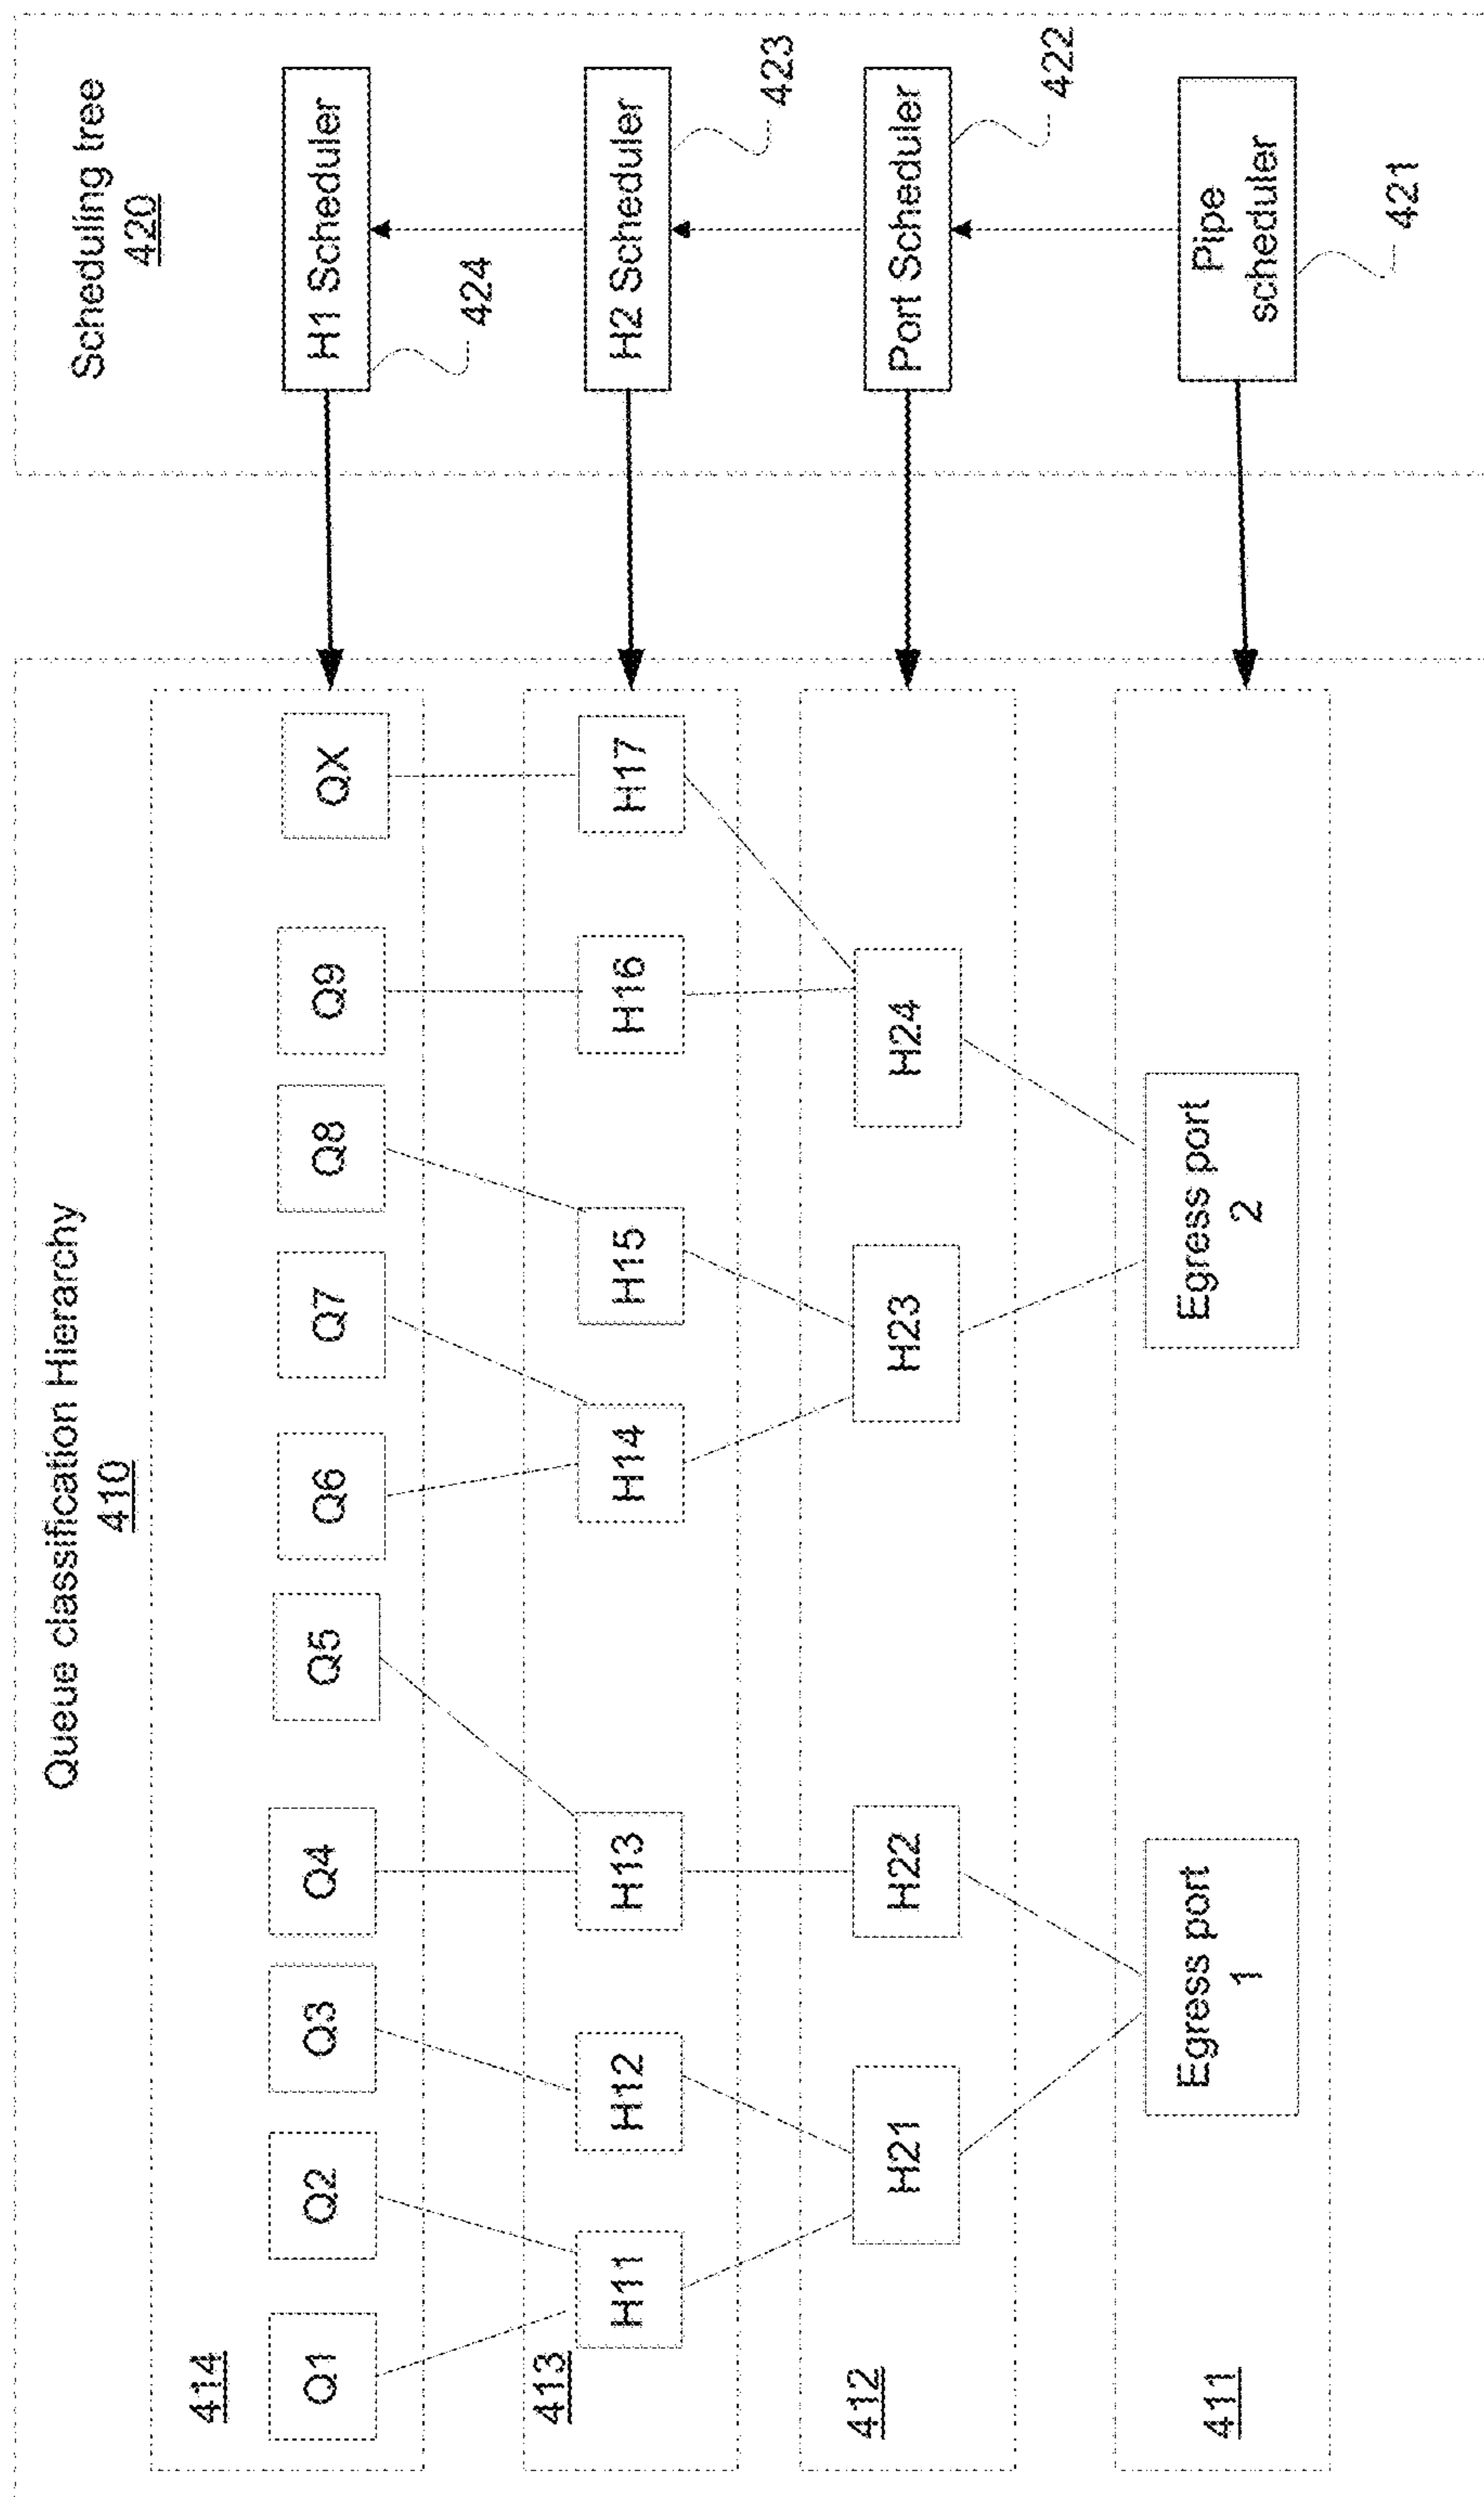 Queue classification Hierarchy
410
Scheduling tree
420
414
Q1
Q2
Q3
Q4
Q5
Q6
Q7
Q8
Q9
QX
H1 Scheduler
424
413
H11
H12
H13
H14
H15
H16
H17
H2 Scheduler
423
412
H21
H22
H23
H24
Port Scheduler
422
411
Egress port
1
Egress port
2
Pipe
scheduler
421